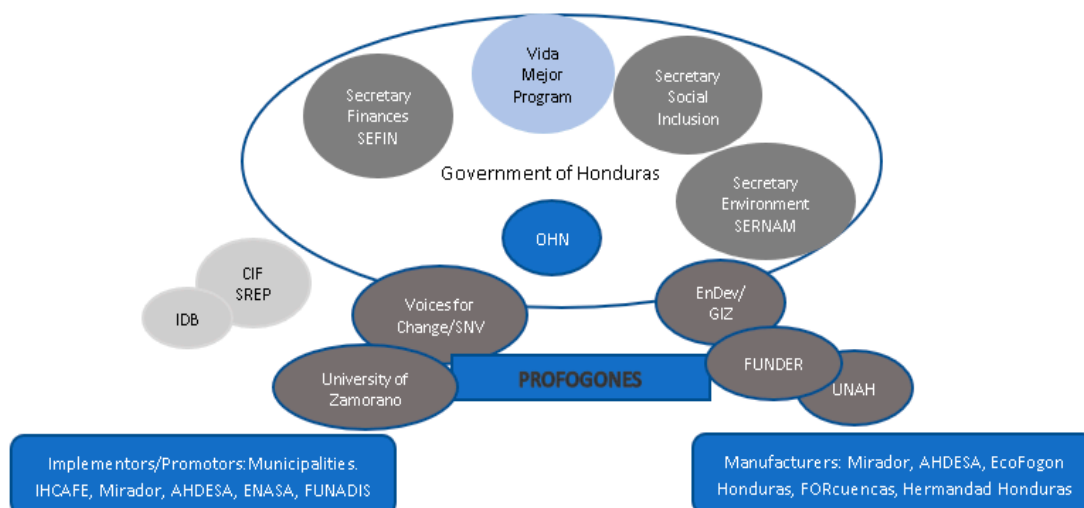 Vida
Mejor
Program
Secretary
Finances
SEFIN
Secretary
Social
Inclusion
Government of Honduras
Secretary
Environment
SERNAM
OHN
CIF
SREP
IDB
Voices for
Change/SNV
EnDev/
GIZ
University of
Zamorano
PROFOGONES
FUNDER
UNAH
Implementors/Promotors: Municipalities.
IHCAFE, Mirador, AHDESA, ENASA, FUNADIS
Manufacturers: Mirador, AHDESA, EcoFogon
Honduras, FORcuencas, Hermandad Honduras